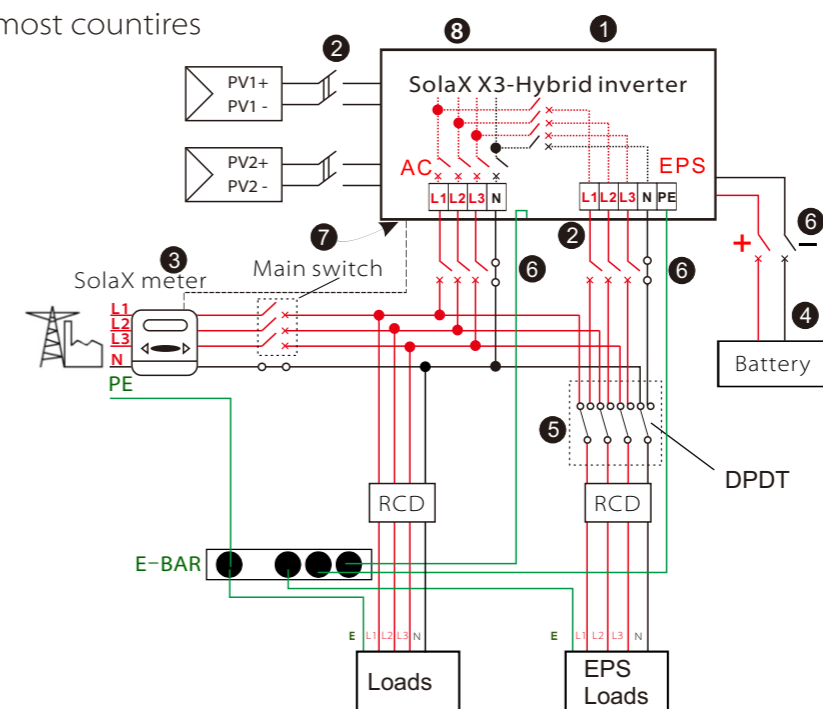 most countires
2
8
1
PV1+
PV1 -
SolaX X3-Hybrid inverter
PV2+
PV2 -
AC
EPS
L1 L2 L3 N
L1 L2 L3 N PE
7
2
6
6
+
−
6
3
SolaX meter
Main switch
4
Battery
L1
L2
L3
N
PE
5
DPDT
RCD
RCD
E-BAR
E L1 L2 L3 N
E L1 L2 L3 N
Loads
EPS
Loads